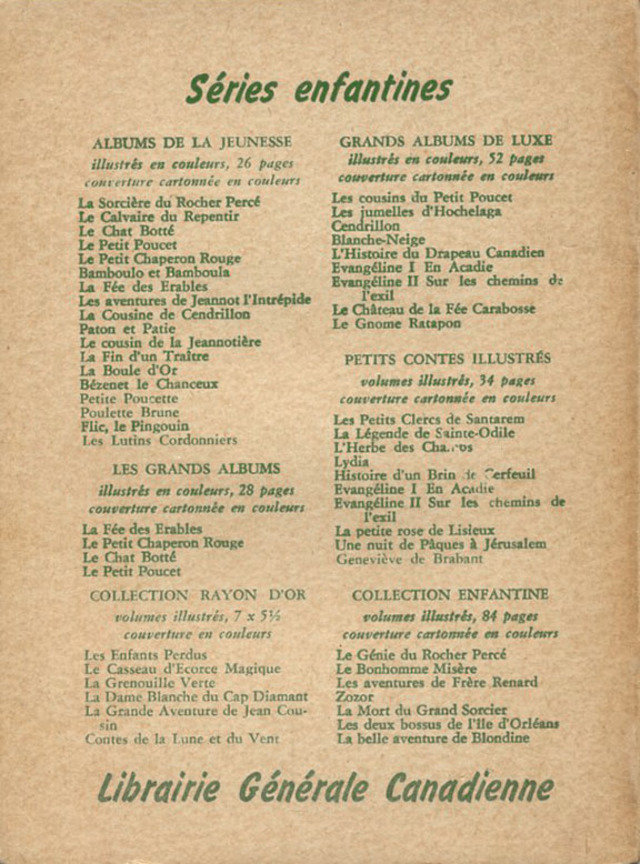 Séries enfantines
ALBUMS DE LA JEUNESSE
illustrés en couleurs, 26 pages
couverture cartonnée en couleurs
La Sorcière du Rocher Percé
Le Calvaire du Repentir
Le Chat Botté
Le Petit Poucet
Le Petit Chaperon Rouge
Bamboulo et Bamboula
La Fée des Erables
Les aventures de Jeannot l'Intrépide
La Cousine de Cendrillon
Paton et Patie
Le cousin de la Jeannotière
La Fin d'un Traître
La Boule d'Or
Bézenet le Chanceux
Petite Poucette
Poulette Brune
Flic, le Pingouin
Les Lutins Cordonniers
LES GRANDS ALBUMS
illustrés en couleurs, 28 pages
couverture cartonnée en couleurs
La Fée des Erables
Le Petit Chaperon Rouge
Le Chat Botté
Le Petit Poucet
COLLECTION RAYON D'OR
volumes illustrés, 7 x 5½
couverture en couleurs
Les Enfants Perdus
Le Casseau d'Ecorce Magique
La Grenouille Verte
La Dame Blanche du Cap Diamant
La Grande Aventure de Jean Cou-
sin
Contes de la Lune et du Vent
GRANDS ALBUMS DE LUXE
illustrés en couleurs, 52 pages
couverture cartonnée en couleurs
Les cousins du Petit Poucet
Les jumelles d'Hochelaga
Cendrillon
Blanche-Neige
L'Histoire du Drapeau Canadien
Evangéline I En Acadie
Evangéline II Sur les chemins de
l'exil
Le Château de la Fée Carabosse
Le Gnome Ratapon
PETITS CONTES ILLUSTRÉS
volumes illustrés, 34 pages
couverture cartonnée en couleurs
Les Petits Clercs de Santarem
La Légende de Sainte-Odile
L'Herbe des
Lydia
Histoire d'un Brin de Cerfeuil
Evangéline I En Acadie
Evangéline II Sur les chemins de
l'exil
La petite rose de Lisieux
Une nuit de Pâques à Jérusalem
Geneviève de Brabant
COLLECTION ENFANTINE
volumes illustrés, 84 pages
couverture cartonnée en couleurs
Le Génie du Rocher Percé
Le Bonhomme Misère
Les aventures de Frère Renard
Zozor
La Mort du Grand Sorcier
Les deux bossus de l'Ile d'Orléans
La belle aventure de Blondine
Librairie Générale Canadienne